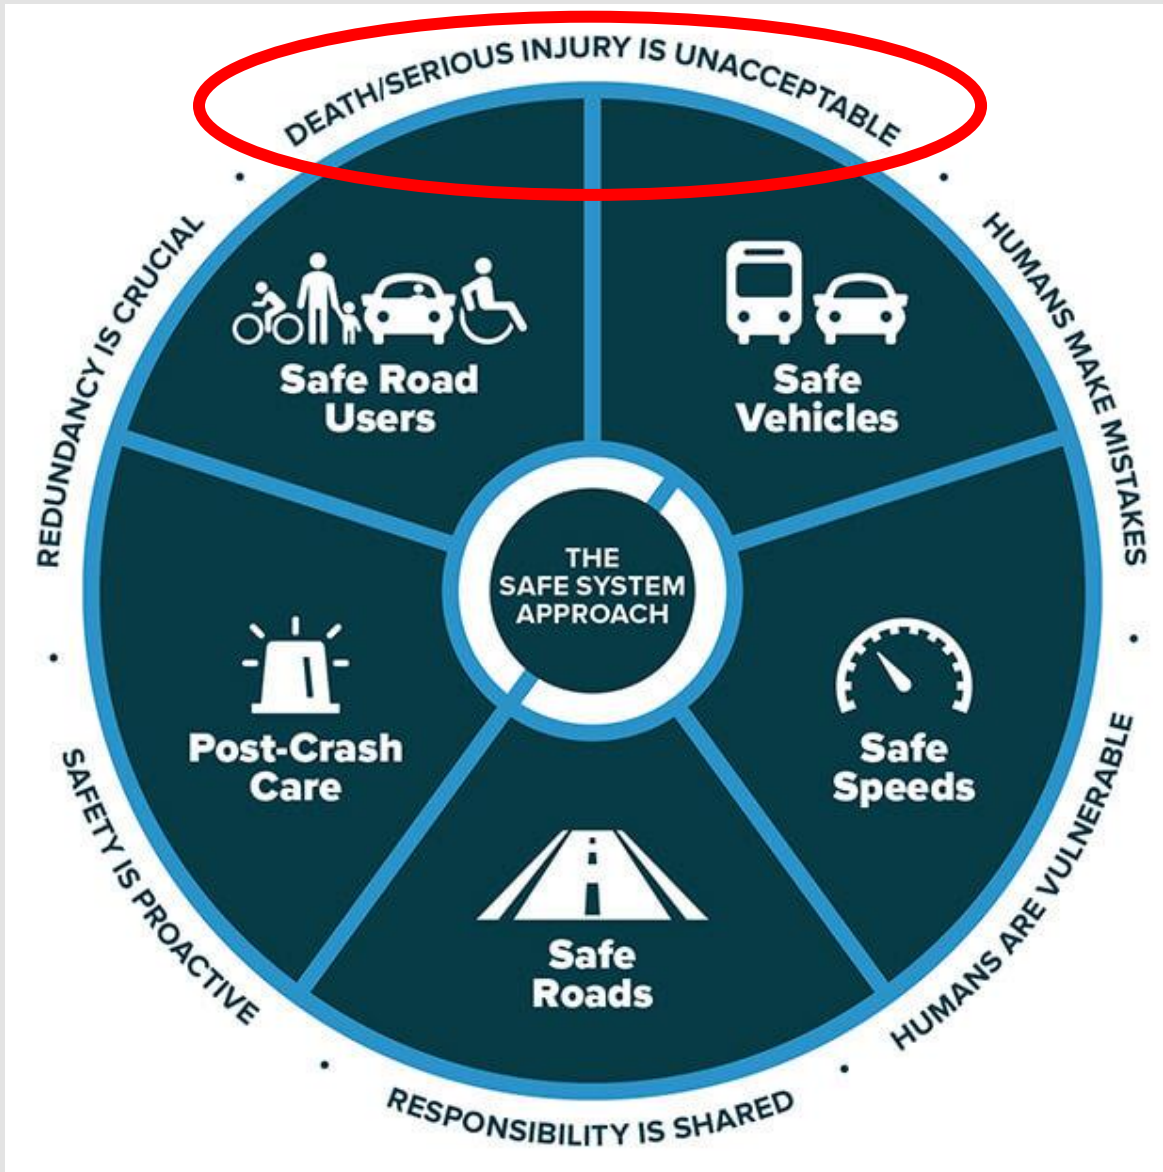 DEATH/SERIOUS INJURY IS UNACCEPTABLE
HUMANS MAKE MISTAKES
HUMANS ARE VULNERABLE
RESPONSIBILITY IS SHARED
SAFETY IS PROACTIVE
REDUNDANCY IS CRUCIAL
Safe Road
Users
Safe
Vehicles
THE
SAFE SYSTEM
APPROACH
Post-Crash
Care
Safe
Speeds
Safe
Roads